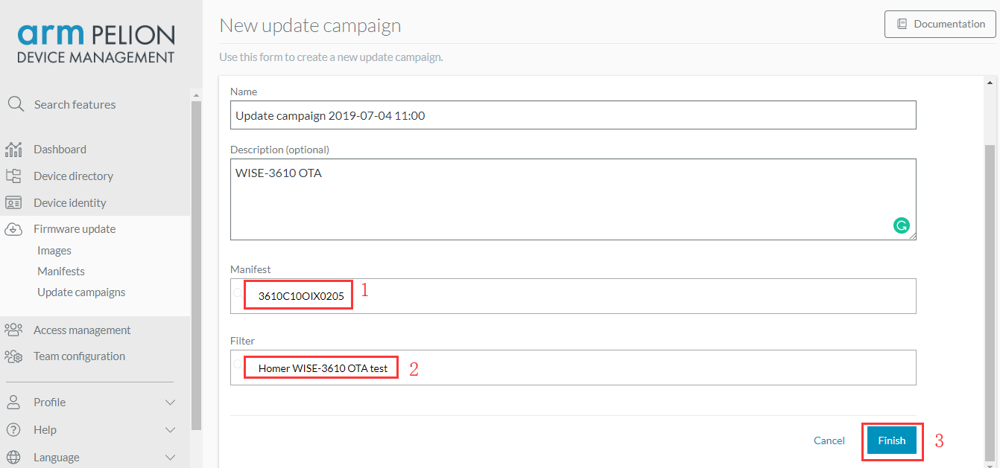 arm PELION
DEVICE MANAGEMENT
Search features
Dashboard
Device directory
Device identity
Firmware update
Images
Manifests
Update campaigns
Access management
Team configuration
Profile
Help
Language
New update campaign
Documentation
Use this form to create a new update campaign.
Name
Update campaign 2019-07-04 11:00
Description (optional)
WISE-3610 OTA
Manifest
3610C10OIX0205 1
Filter
Homer WISE-3610 OTA test 2
Cancel Finish 3